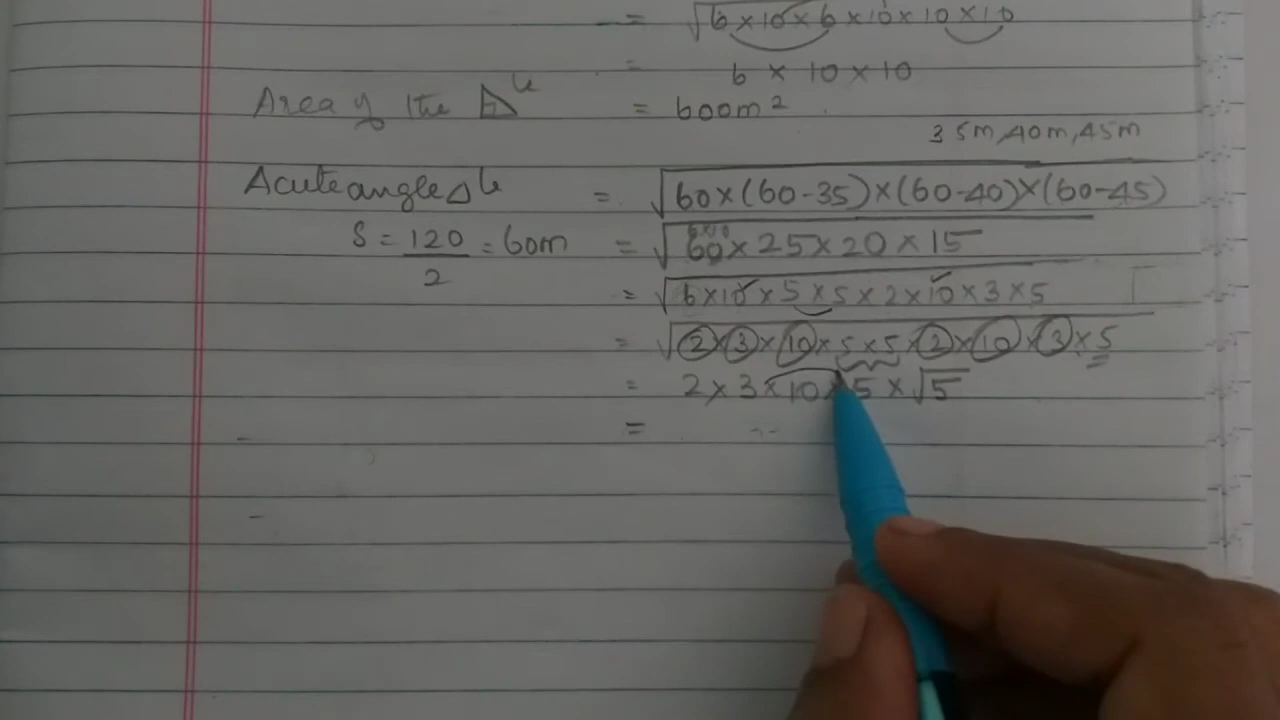 = √6×10×6×10×10×10
= 6 × 10 × 10
Area of the △le = 600m²
35m, 40m, 45m
Acute angle △le = √60×(60-35)×(60-40)×(60-45)
S = 120/2 = 60m = √60×25×20×15
= √6×10×5×5×2×10×3×5
= √2×3×10×5×5×2×10×3×5
= 2×3×10×5×√5
=